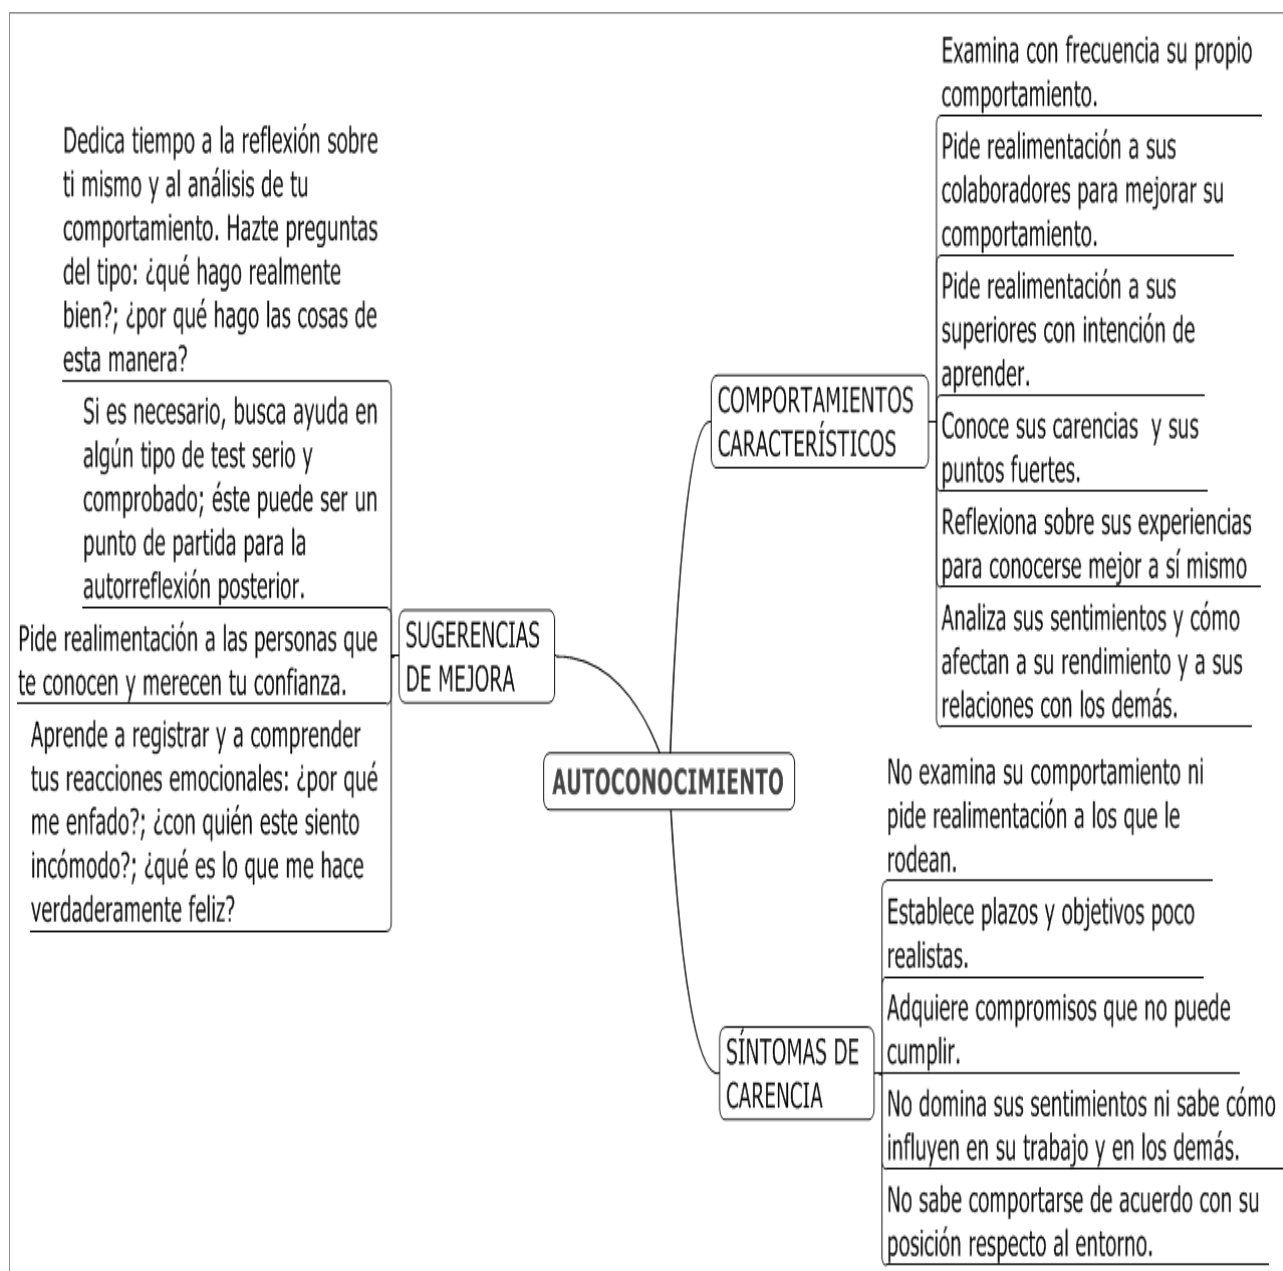 Dedica tiempo a la reflexión sobre
ti mismo y al análisis de tu
comportamiento. Hazte preguntas
del tipo: ¿qué hago realmente
bien?; ¿por qué hago las cosas de
esta manera?
Si es necesario, busca ayuda en
algún tipo de test serio y
comprobado; éste puede ser un
punto de partida para la
autorreflexión posterior.
Pide realimentación a las personas que
te conocen y merecen tu confianza.
Aprende a registrar y a comprender
tus reacciones emocionales: ¿por qué
me enfado?; ¿con quién este siento
incómodo?; ¿qué es lo que me hace
verdaderamente feliz?
SUGERENCIAS
DE MEJORA
AUTOCONOCIMIENTO
COMPORTAMIENTOS
CARACTERÍSTICOS
Examina con frecuencia su propio
comportamiento.
Pide realimentación a sus
colaboradores para mejorar su
comportamiento.
Pide realimentación a sus
superiores con intención de
aprender.
Conoce sus carencias  y sus
puntos fuertes.
Reflexiona sobre sus experiencias
para conocerse mejor a sí mismo
Analiza sus sentimientos y cómo
afectan a su rendimiento y a sus
relaciones con los demás.
SÍNTOMAS DE
CARENCIA
No examina su comportamiento ni
pide realimentación a los que le
rodean.
Establece plazos y objetivos poco
realistas.
Adquiere compromisos que no puede
cumplir.
No domina sus sentimientos ni sabe cómo
influyen en su trabajo y en los demás.
No sabe comportarse de acuerdo con su
posición respecto al entorno.